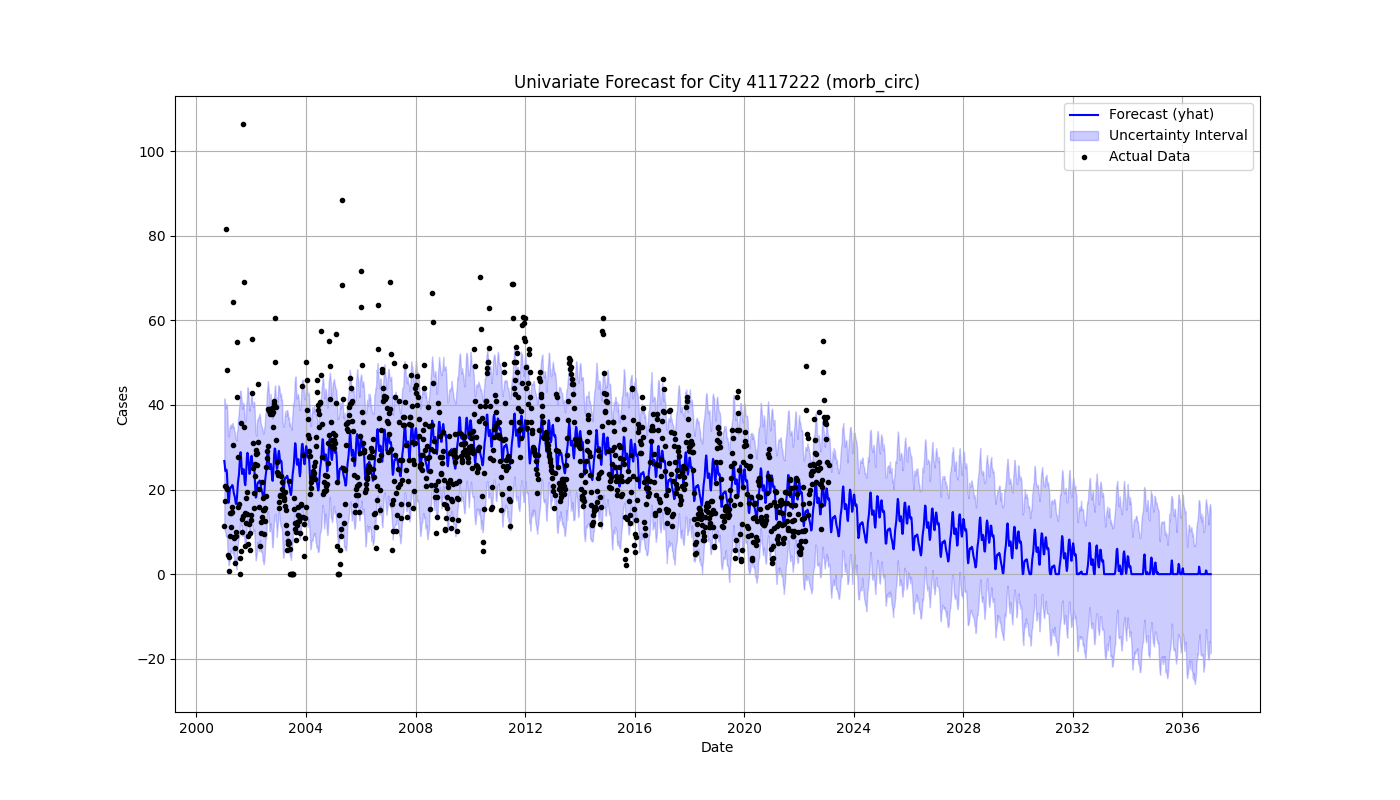 Univariate Forecast for City 4117222 (morb_circ)
Forecast (yhat)
Uncertainty Interval
Actual Data
100
80
60
40
20
0
−20
Cases
2000 2004 2008 2012 2016 2020 2024 2028 2032 2036
Date